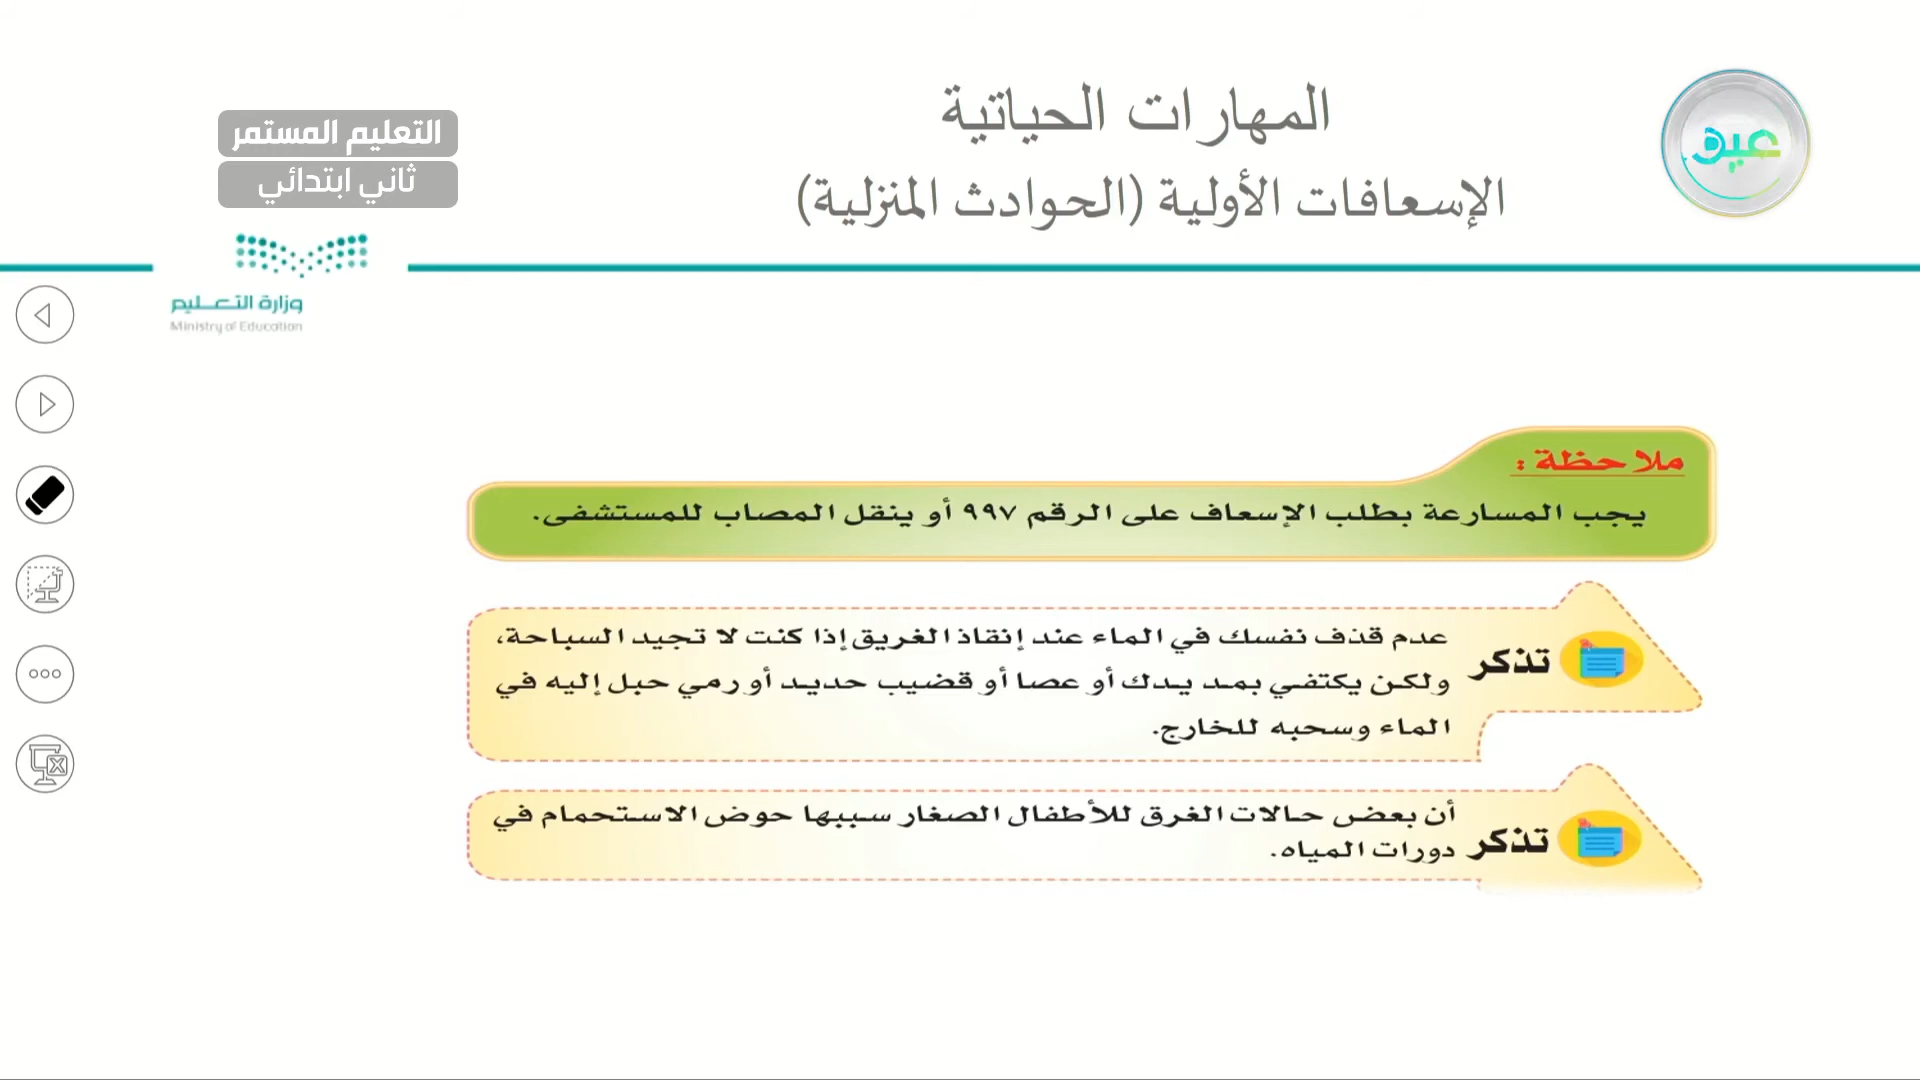 المهارات الحياتية
الإسعافات الأولية (الحوادث المنزلية)
عين
التعليم المستمر
ثاني ابتدائي
وزارة التعليم
Ministry of Education
ملاحظة :
يجب المسارعة بطلب الإسعاف على الرقم ٩٩٧ أو ينقل المصاب للمستشفى.
تذكر
عدم قذف نفسك في الماء عند إنقاذ الغريق إذا كنت لا تجيد السباحة،
ولكن يكتفي بمد يدك أو عصا أو قضيب حديد أو رمي حبل إليه في
الماء وسحبه للخارج.
تذكر
أن بعض حالات الغرق للأطفال الصغار سببها حوض الاستحمام في
دورات المياه.